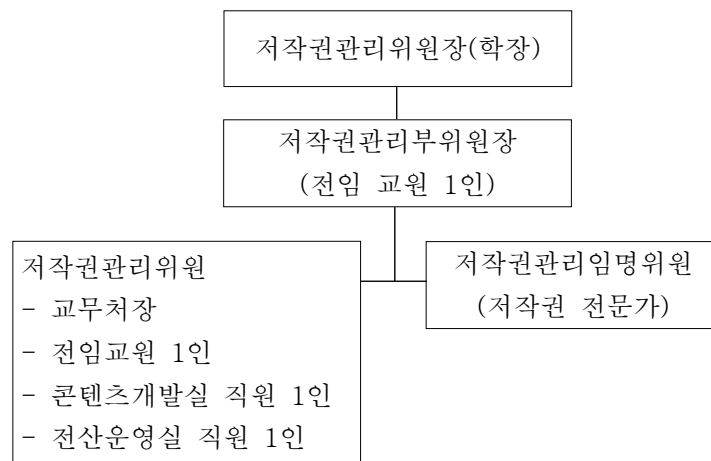 저작권관리위원장(학장)
저작권관리부위원장
(전임 교원 1인)
저작권관리위원
- 교무처장
- 전임교원 1인
- 콘텐츠개발실 직원 1인
- 전산운영실 직원 1인
저작권관리임명위원
(저작권 전문가)